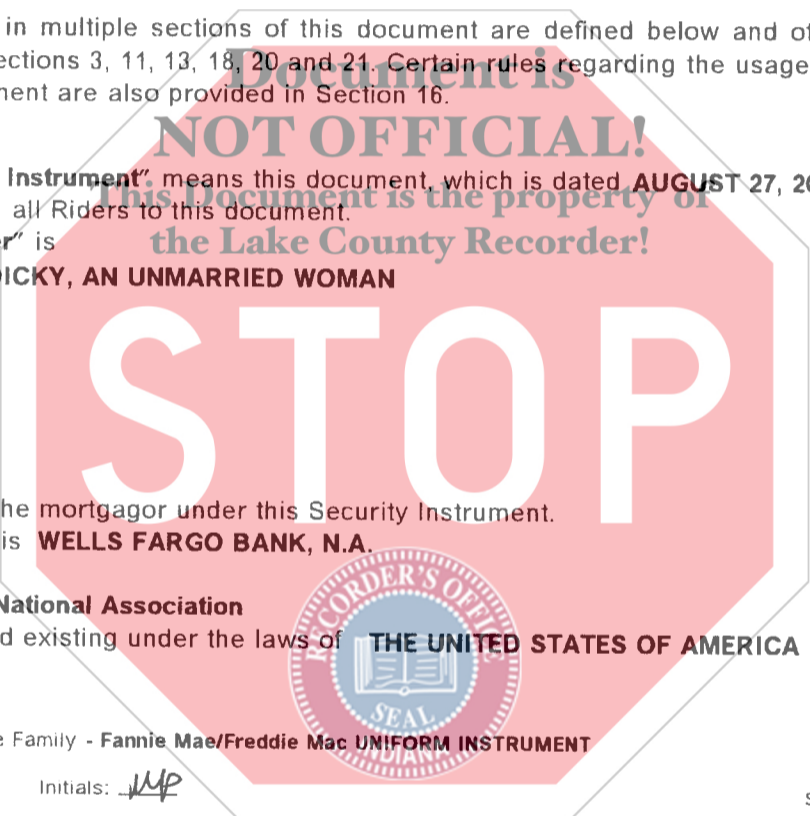 in multiple sections of this document are defined below and of
ections 3, 11, 13, 18, 20 and 21. Certain rules regarding the usage
Document is
nent are also provided in Section 16.
NOT OFFICIAL!
Instrument" means this document, which is dated AUGUST 27, 20
This Document is the property of
all Riders to this document.
r" is
the Lake County Recorder!
ICKY, AN UNMARRIED WOMAN
STOP
he mortgagor under this Security Instrument.
is WELLS FARGO BANK, N.A.
RECORDER'S OFFICE
National Association
d existing under the laws of THE UNITED STATES OF AMERICA
SEAL
INDIANA
e Family - Fannie Mae/Freddie Mac UNIFORM INSTRUMENT
Initials: